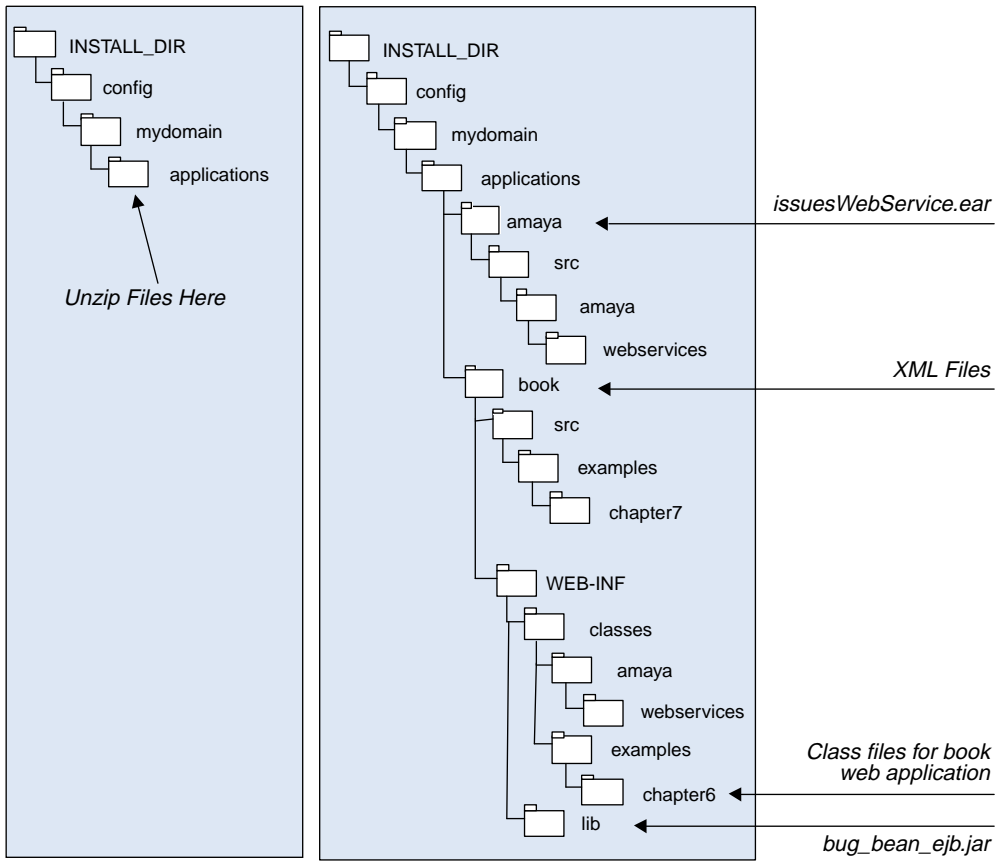 INSTALL_DIR
config
mydomain
applications
Unzip Files Here
INSTALL_DIR
config
mydomain
applications
amaya
issuesWebService.ear
src
amaya
webservices
book
XML Files
src
examples
chapter7
WEB-INF
classes
amaya
webservices
examples
Class files for book
web application
chapter6
lib
bug_bean_ejb.jar